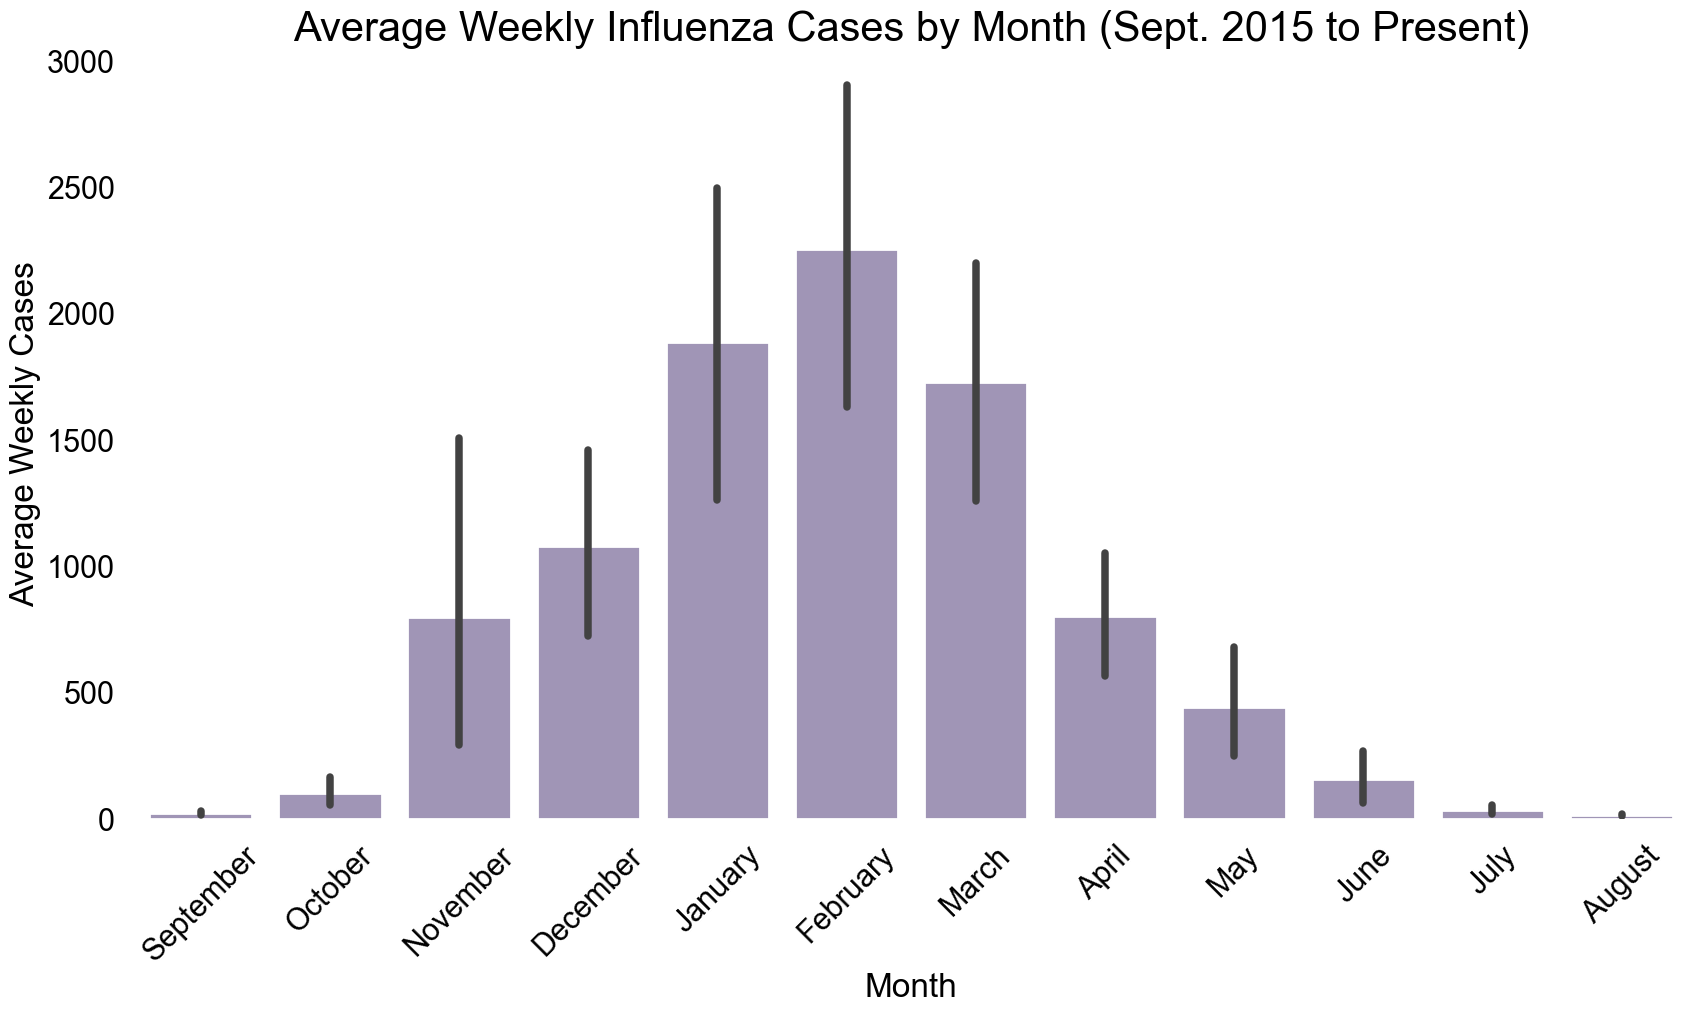 Average Weekly Influenza Cases by Month (Sept. 2015 to Present)
3000
2500
2000
1500
1000
500
0
Average Weekly Cases
September
October
November
December
January
February
March
April
May
June
July
August
Month